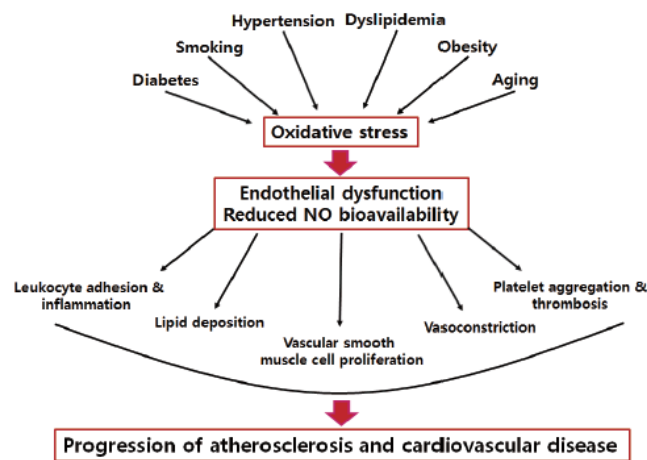 Hypertension
Dyslipidemia
Smoking
Obesity
Diabetes
Aging
Oxidative stress
Endothelial dysfunction
Reduced NO bioavailability
Leukocyte adhesion &
inflammation
Lipid deposition
Vascular smooth
muscle cell proliferation
Vasoconstriction
Platelet aggregation &
thrombosis
Progression of atherosclerosis and cardiovascular disease